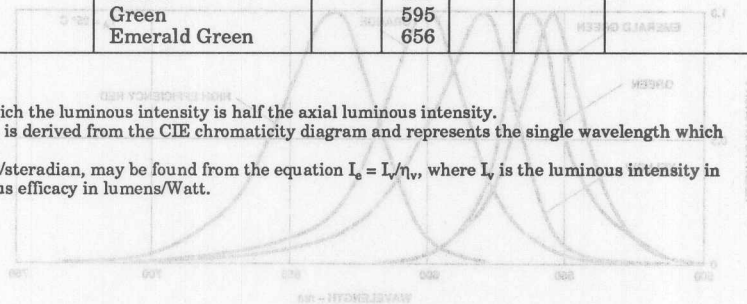 Green 595
Emerald Green 656
ich the luminous intensity is half the axial luminous intensity.
is derived from the CIE chromaticity diagram and represents the single wavelength which
/steradian, may be found from the equation Iₑ = Iᵥ/ηᵥ, where Iᵥ is the luminous intensity in
us efficacy in lumens/Watt.